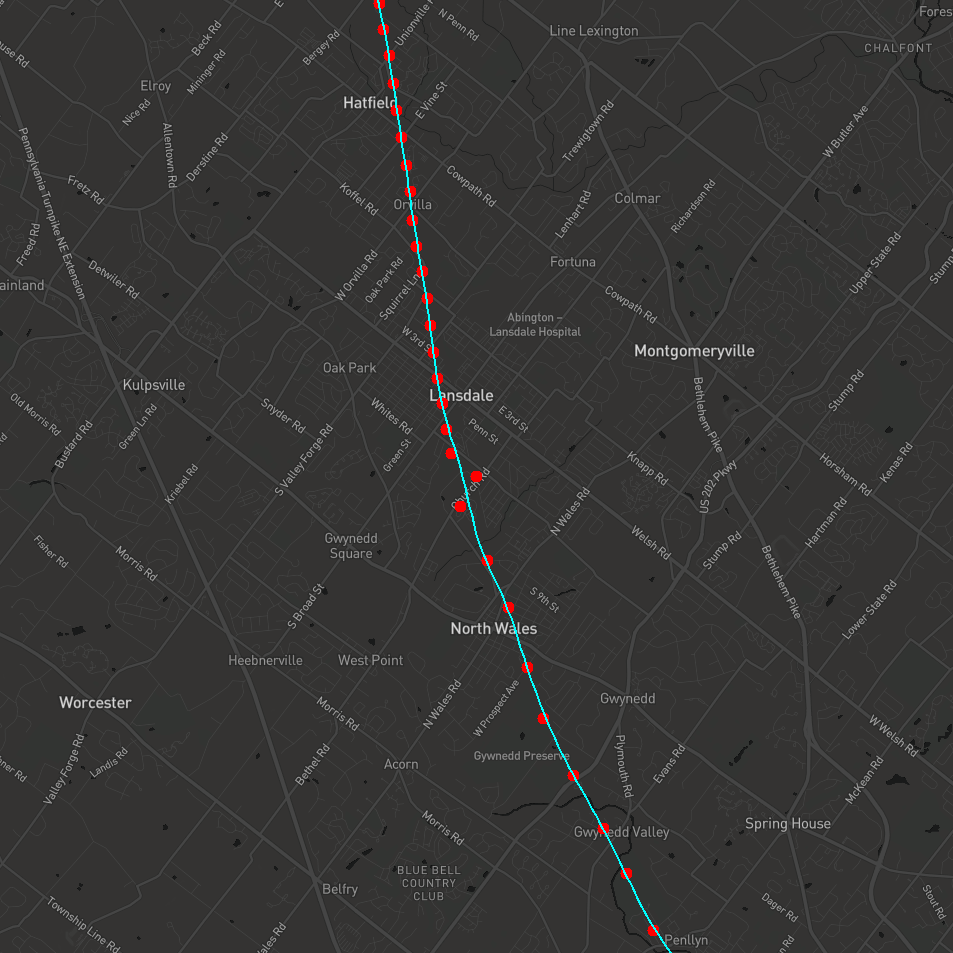 Line Lexington
Fores
CHALFONT
N Penn Rd
Unionville
Bergey Rd
Beck Rd
Mininger Rd
Elroy
Nice Rd
Hatfield
E Vine St
Trewigtown Rd
W Butler Ave
Allentown Rd
Derstine Rd
Pennsylvania Turnpike NE Extension
Fretz Rd
Cowpath Rd
Koffel Rd
Orvilla
Lenhart Rd
Colmar
Richardson Rd
Freed Rd
Detwiler Rd
ainland
W Orvilla Rd
Oak Park Rd
Squirrel Ln
Fortuna
Upper State Rd
Stump
Cowpath Rd
Abington –
Lansdale Hospital
W 3rd S
Montgomeryville
Oak Park
Kulpsville
Lansdale
Bethlehem Pike
Stump Rd
Old Morris Rd
Bustard Rd
Green Ln Rd
Snyder Rd
Whites Rd
E 3rd St
Penn St
Green St
S Valley Forge Rd
Kriebel Rd
Church Rd
Knapp Rd
US 202 Pkwy
Horsham Rd
Kenas Rd
N Wales Rd
Hartman Rd
Gwynedd
Square
Welsh Rd
Stump Rd
Fisher Rd
Morris Rd
Bethlehem Pike
S Broad St
S 9th St
Lower State Rd
North Wales
Heebnerville
West Point
Worcester
N Wales Rd
W Prospect Ave
Gwynedd
Morris Rd
W Welsh Rd
Valley Forge Rd
Landis Rd
Bethel Rd
Acorn
Gywnedd Preserve
Plymouth Rd
Evans Rd
McKean Rd
Morris Rd
Gwynedd Valley
Spring House
BLUE BELL
COUNTRY
CLUB
Belfry
Township Line Rd
ales Rd
Dager Rd
Stout Rd
Penllyn